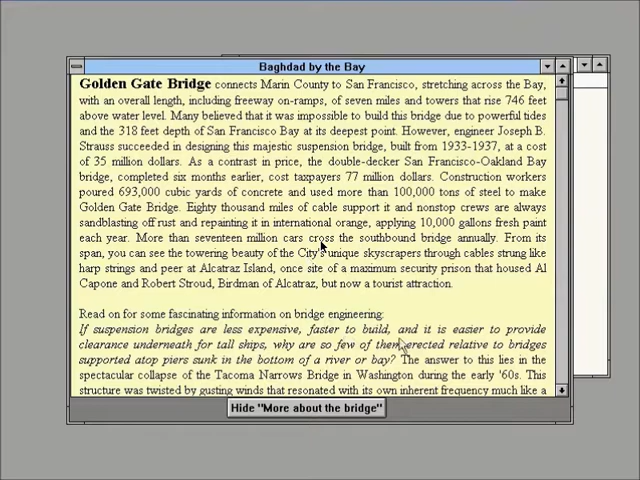 Baghdad by the Bay
Golden Gate Bridge connects Marin County to San Francisco, stretching across the Bay,
with an overall length, including freeway on-ramps, of seven miles and towers that rise 746 feet
above water level. Many believed that it was impossible to build this bridge due to powerful tides
and the 318 feet depth of San Francisco Bay at its deepest point. However, engineer Joseph B.
Strauss succeeded in designing this majestic suspension bridge, built from 1933-1937, at a cost
of 35 million dollars. As a contrast in price, the double-decker San Francisco-Oakland Bay
bridge, completed six months earlier, cost taxpayers 77 million dollars. Construction workers
poured 693,000 cubic yards of concrete and used more than 100,000 tons of steel to make
Golden Gate Bridge. Eighty thousand miles of cable support it and nonstop crews are always
sandblasting off rust and repainting it in international orange, applying 10,000 gallons fresh paint
each year. More than seventeen million cars cross the southbound bridge annually. From its
span, you can see the towering beauty of the City's unique skyscrapers through cables strung like
harp strings and peer at Alcatraz Island, once site of a maximum security prison that housed Al
Capone and Robert Stroud, Birdman of Alcatraz, but now a tourist attraction.
Read on for some fascinating information on bridge engineering:
If suspension bridges are less expensive, faster to build, and it is easier to provide
clearance underneath for tall ships, why are so few of them erected relative to bridges
supported atop piers sunk in the bottom of a river or bay? The answer to this lies in the
spectacular collapse of the Tacoma Narrows Bridge in Washington during the early '60s. This
structure was twisted by gusting winds that resonated with its own inherent frequency much like a
Hide "More about the bridge"